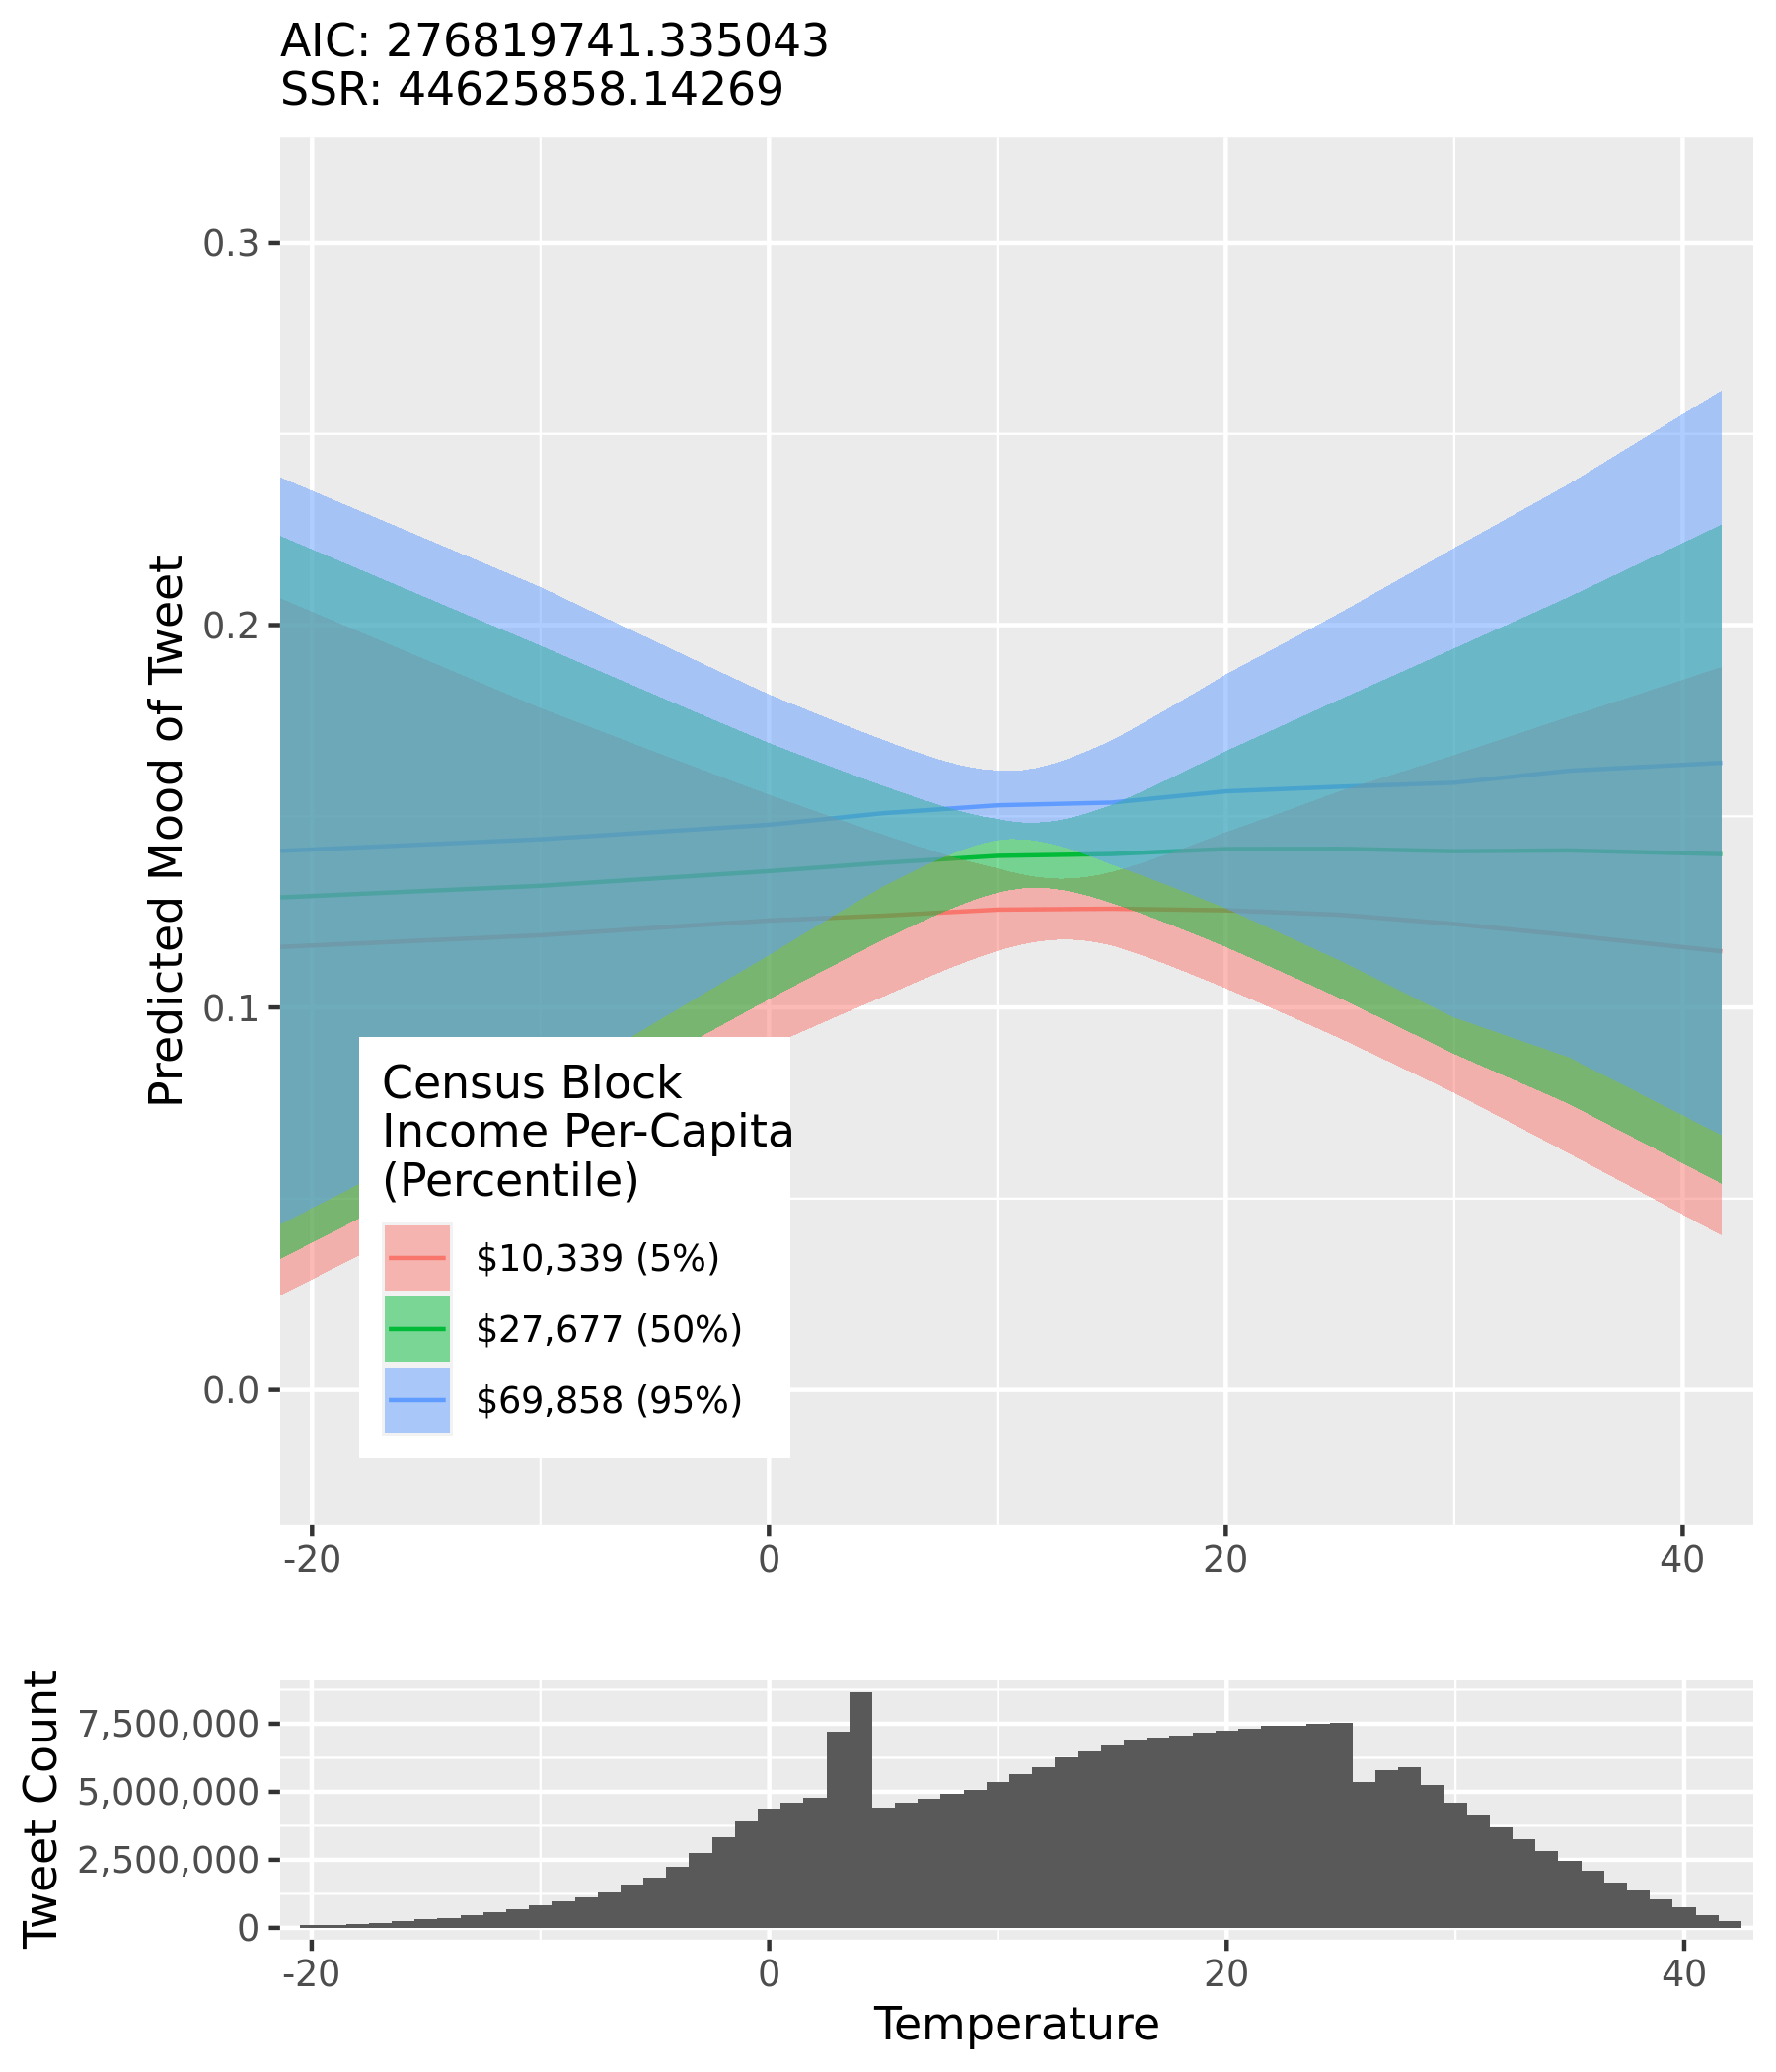 AIC: 276819741.335043
SSR: 44625858.14269
0.3
0.2
0.1
0.0
Predicted Mood of Tweet
Census Block
Income Per-Capita
(Percentile)
$10,339 (5%)
$27,677 (50%)
$69,858 (95%)
-20 0 20 40
Tweet Count
7,500,000
5,000,000
2,500,000
0
-20 0 20 40
Temperature